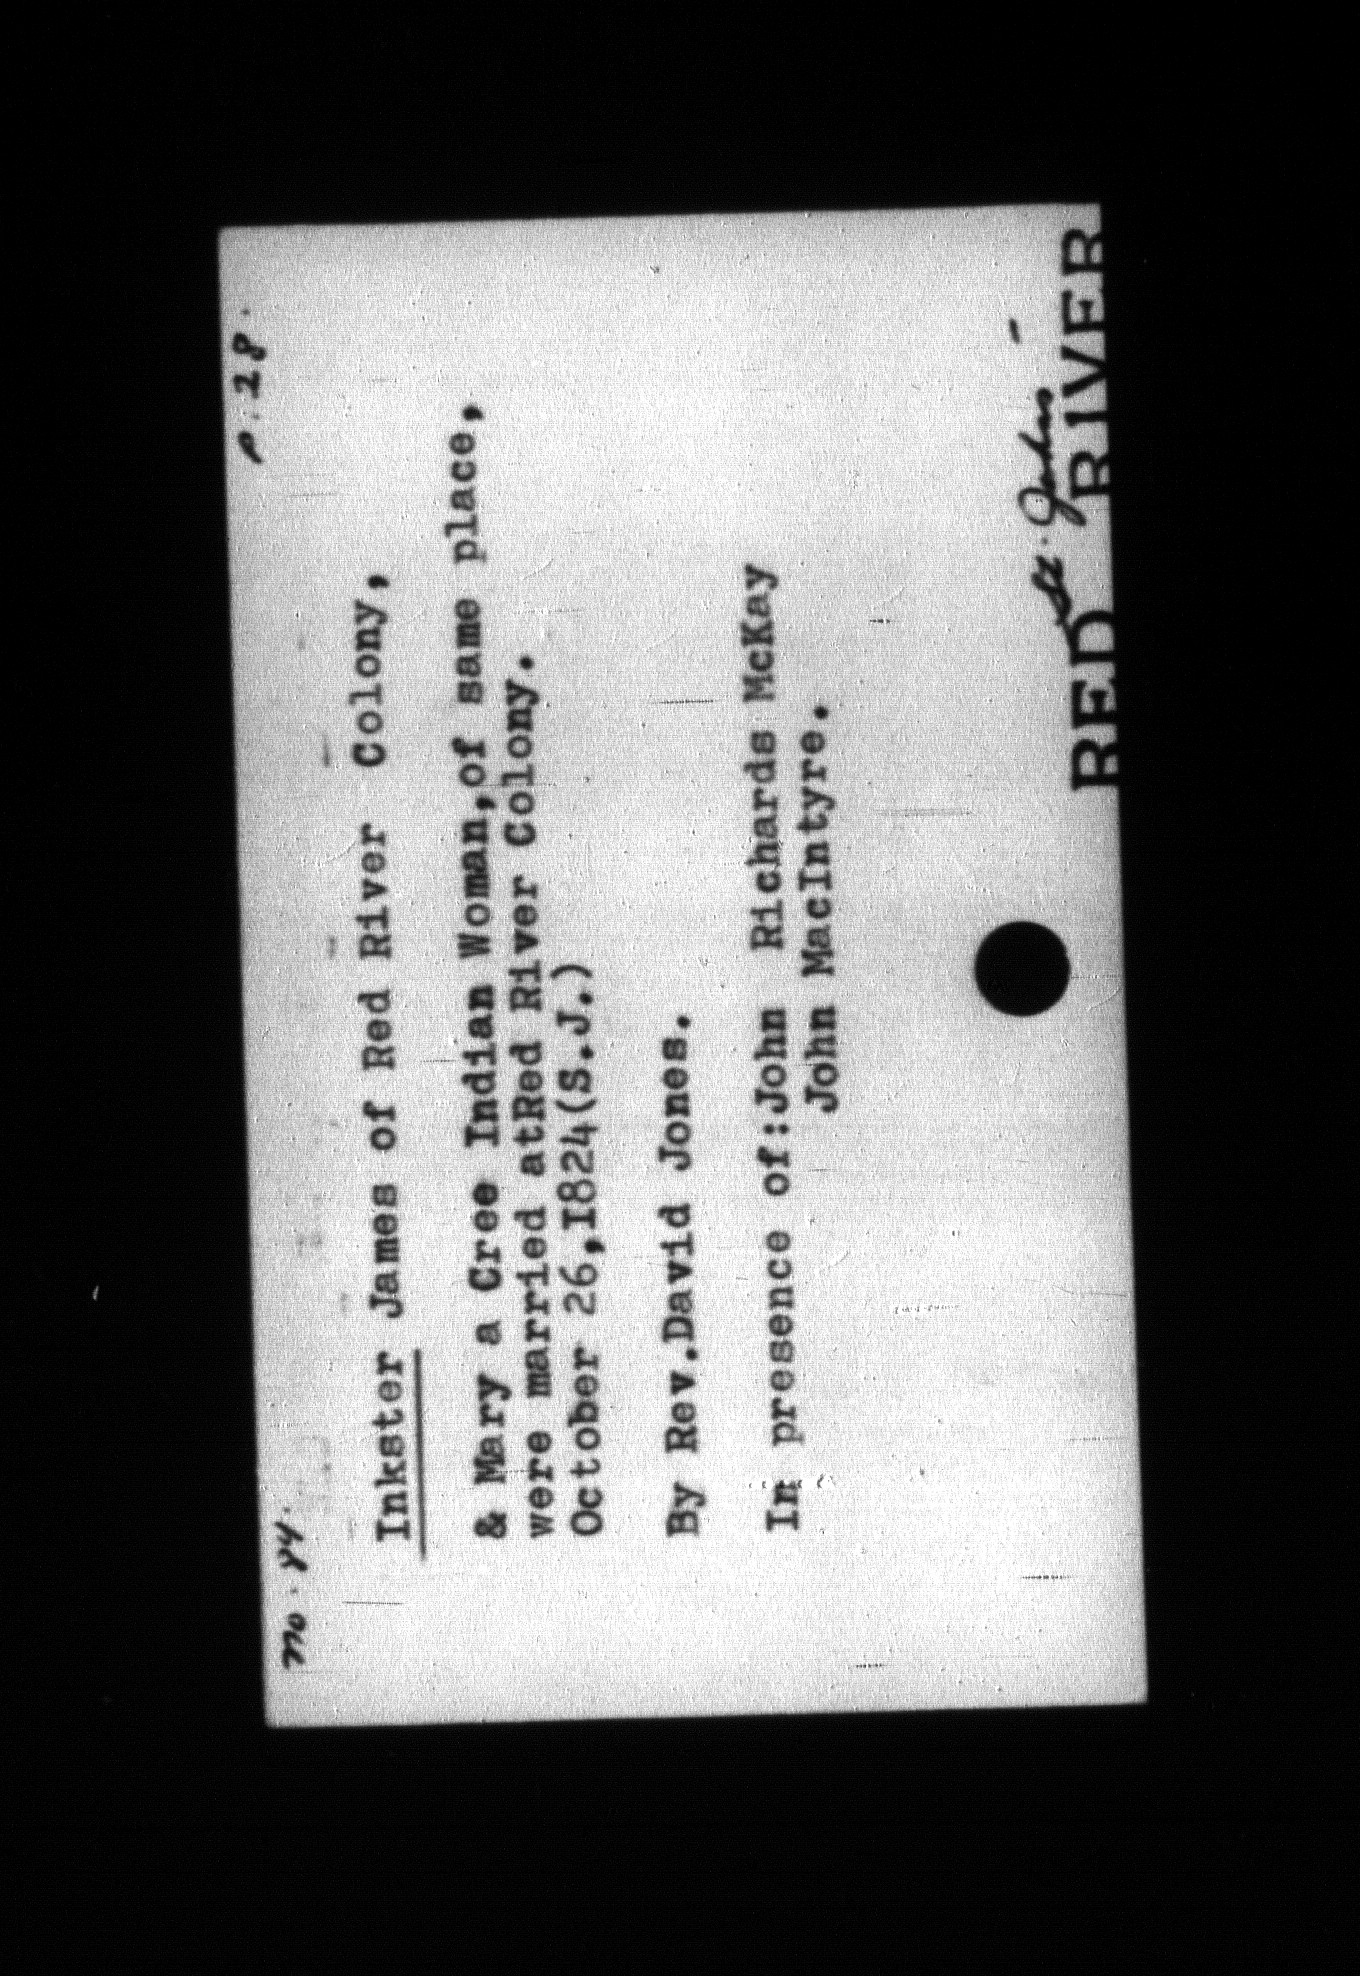 no. 84.
p. 28.
Inkster James of Red River Colony,
& Mary a Cree Indian Woman,of same place,
were married atRed River Colony.
October 26,I824(S.J.)
By Rev.David Jones.
In presence of:John Richards McKay
John MacIntyre.
St. Johns -
RED RIVER